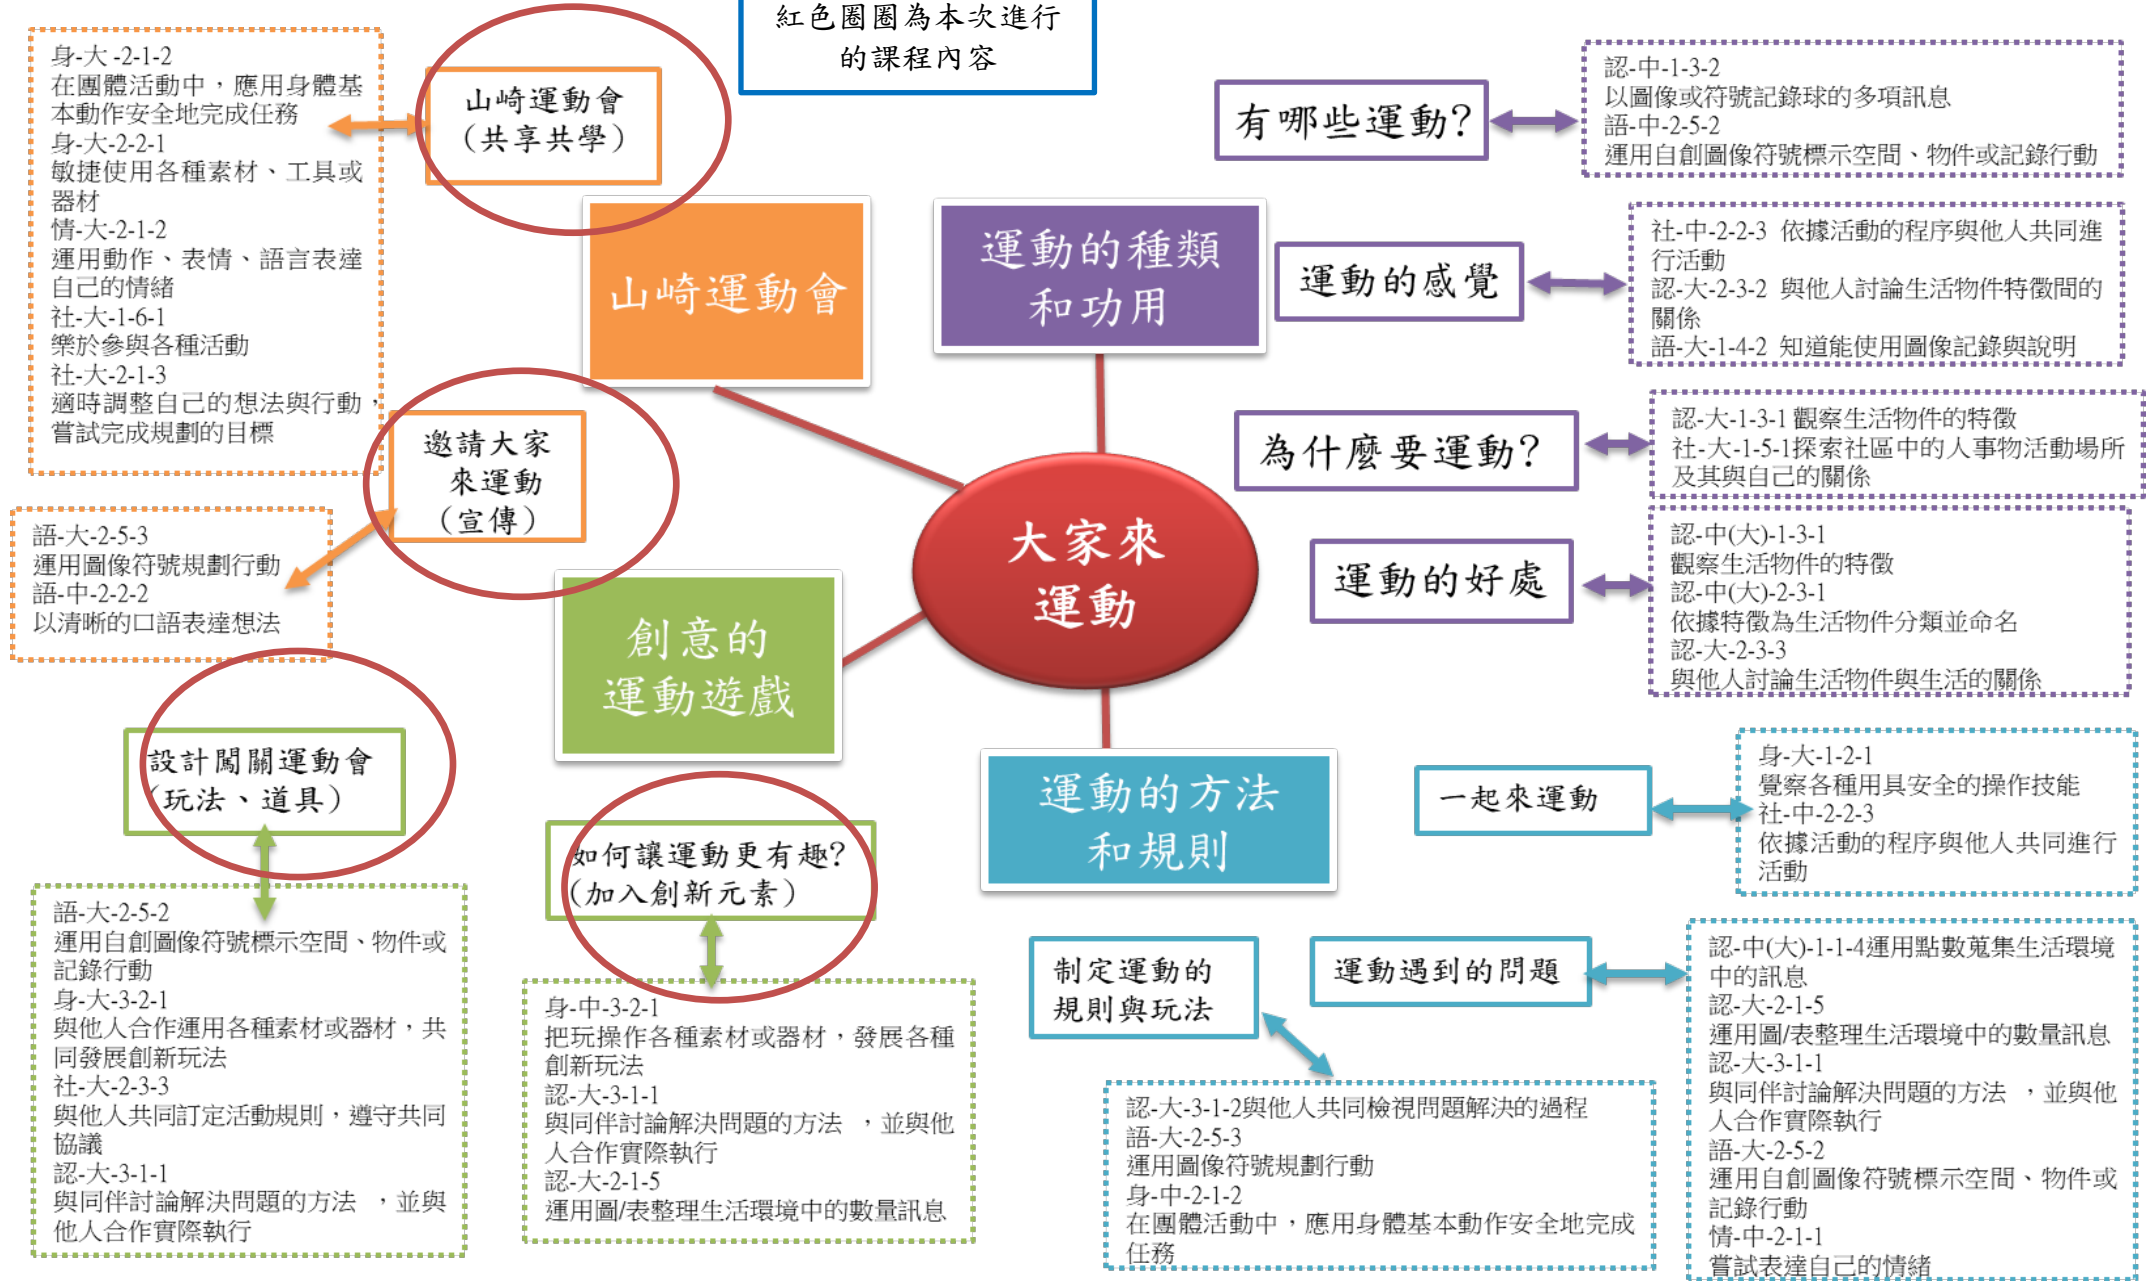 紅色圈圈為本次進行
的課程內容
身-大 -2-1-2
在團體活動中，應用身體基
本動作安全地完成任務
身-大-2-2-1
敏捷使用各種素材、工具或
器材
情-大-2-1-2
運用動作、表情、語言表達
自己的情緒
社-大-1-6-1
樂於參與各種活動
社-大-2-1-3
適時調整自己的想法與行動，
嘗試完成規劃的目標
山崎運動會
（共享共學）
山崎運動會
邀請大家
來運動
（宣傳）
語-大-2-5-3
運用圖像符號規劃行動
語-中-2-2-2
以清晰的口語表達想法
運動的種類
和功用
有哪些運動?
認-中-1-3-2
以圖像或符號記錄球的多項訊息
語-中-2-5-2
運用自創圖像符號標示空間、物件或記錄行動
運動的感覺
社-中-2-2-3 依據活動的程序與他人共同進
行活動
認-大-2-3-2 與他人討論生活物件特徵間的
關係
語-大-1-4-2 知道能使用圖像記錄與說明
為什麼要運動?
認-大-1-3-1 觀察生活物件的特徵
社-大-1-5-1探索社區中的人事物活動場所
及其與自己的關係
運動的好處
認-中(大)-1-3-1
觀察生活物件的特徵
認-中(大)-2-3-1
依據特徵為生活物件分類並命名
認-大-2-3-3
與他人討論生活物件與生活的關係
大家來
運動
創意的
運動遊戲
設計闖關運動會
（玩法、道具）
語-大-2-5-2
運用自創圖像符號標示空間、物件或
記錄行動
身-大-3-2-1
與他人合作運用各種素材或器材，共
同發展創新玩法
社-大-2-3-3
與他人共同訂定活動規則，遵守共同
協議
認-大-3-1-1
與同伴討論解決問題的方法 ，並與
他人合作實際執行
如何讓運動更有趣?
（加入創新元素）
身-中-3-2-1
把玩操作各種素材或器材，發展各種
創新玩法
認-大-3-1-1
與同伴討論解決問題的方法 ，並與他
人合作實際執行
認-大-2-1-5
運用圖/表整理生活環境中的數量訊息
運動的方法
和規則
一起來運動
身-大-1-2-1
覺察各種用具安全的操作技能
社-中-2-2-3
依據活動的程序與他人共同進行
活動
制定運動的
規則與玩法
認-大-3-1-2與他人共同檢視問題解決的過程
語-大-2-5-3
運用圖像符號規劃行動
身-中-2-1-2
在團體活動中，應用身體基本動作安全地完成
任務
運動遇到的問題
認-中(大)-1-1-4運用點數蒐集生活環境
中的訊息
認-大-2-1-5
運用圖/表整理生活環境中的數量訊息
認-大-3-1-1
與同伴討論解決問題的方法 ，並與他
人合作實際執行
語-大-2-5-2
運用自創圖像符號標示空間、物件或
記錄行動
情-中-2-1-1
嘗試表達自己的情緒